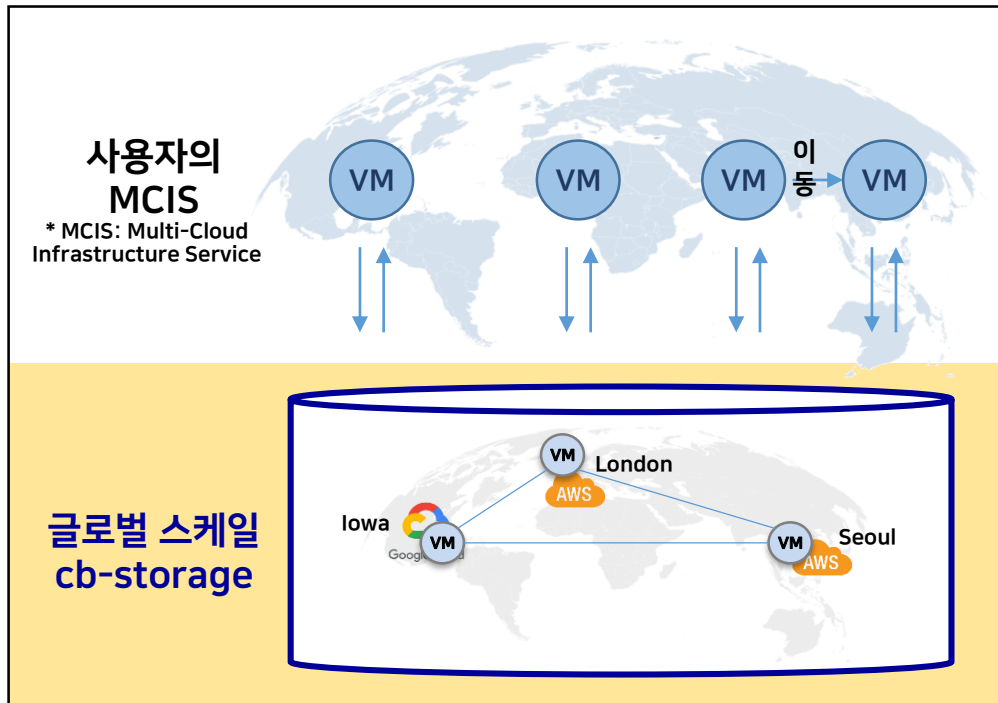 사용자의
MCIS
* MCIS: Multi-Cloud
Infrastructure Service
VM
VM
VM
이
동
VM
글로벌 스케일
cb-storage
VM
London
AWS
Iowa
VM
Google
VM
Seoul
AWS